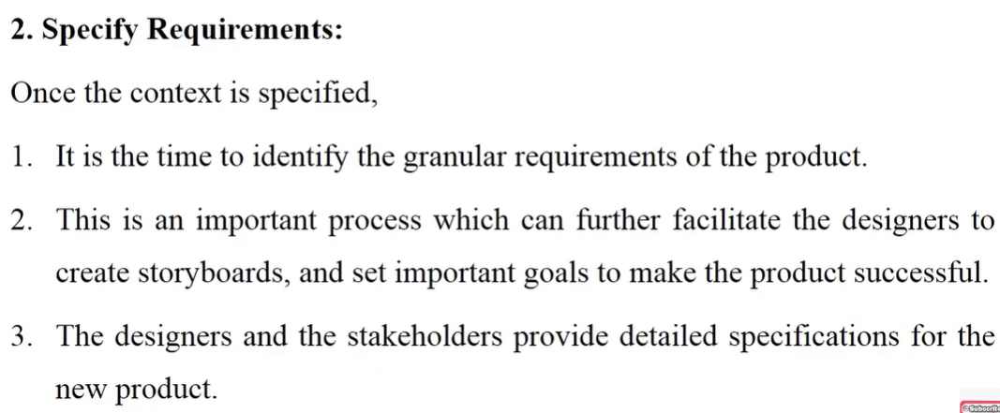 2. Specify Requirements:
Once the context is specified,
1. It is the time to identify the granular requirements of the product.
2. This is an important process which can further facilitate the designers to
create storyboards, and set important goals to make the product successful.
3. The designers and the stakeholders provide detailed specifications for the
new product.
Subscribe